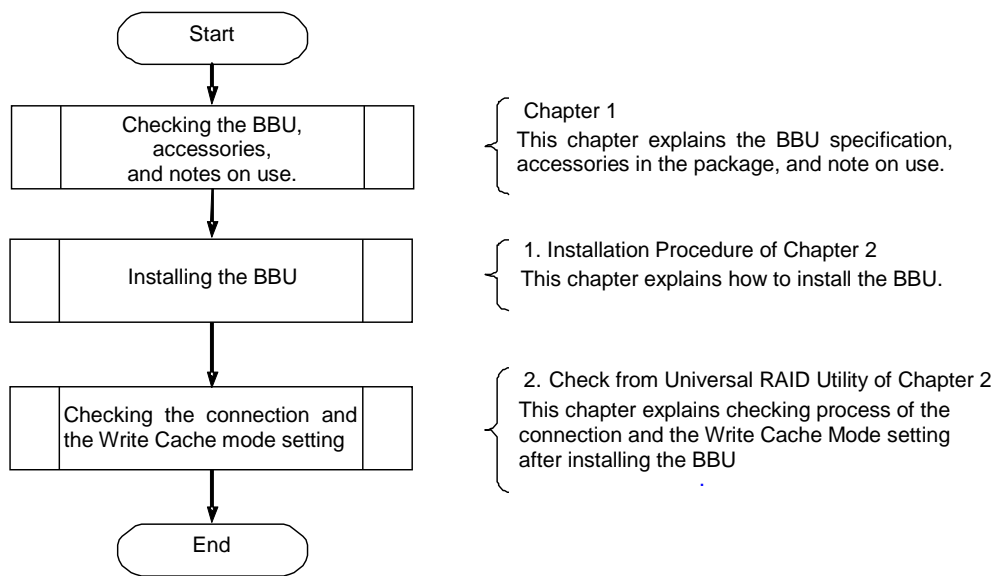 Start
Checking the BBU,
accessories,
and notes on use.
Chapter 1
This chapter explains the BBU specification,
accessories in the package, and note on use.
Installing the BBU
1. Installation Procedure of Chapter 2
This chapter explains how to install the BBU.
Checking the connection and
the Write Cache mode setting
2. Check from Universal RAID Utility of Chapter 2
This chapter explains checking process of the
connection and the Write Cache Mode setting
after installing the BBU
.
End